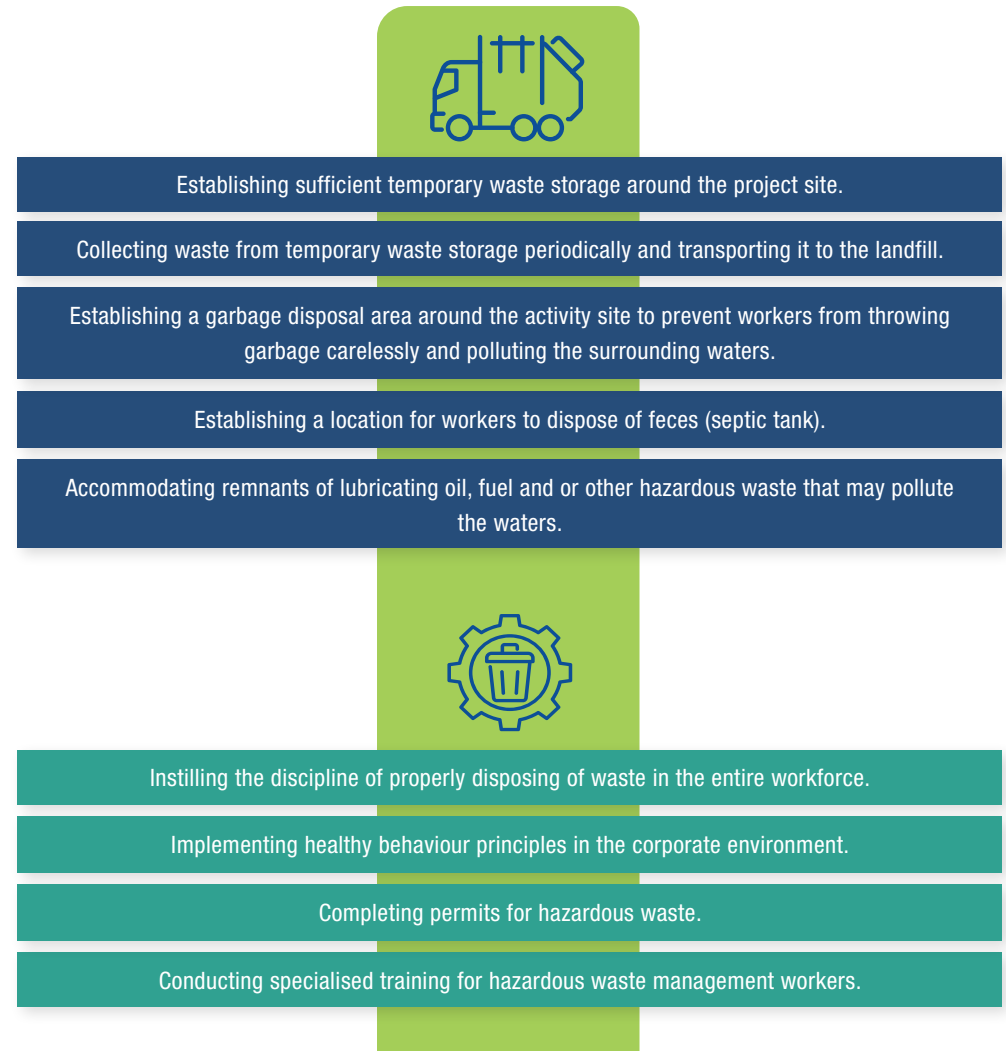 Establishing sufficient temporary waste storage around the project site.
Collecting waste from temporary waste storage periodically and transporting it to the landfill.
Establishing a garbage disposal area around the activity site to prevent workers from throwing
garbage carelessly and polluting the surrounding waters.
Establishing a location for workers to dispose of feces (septic tank).
Accommodating remnants of lubricating oil, fuel and or other hazardous waste that may pollute
the waters.
Instilling the discipline of properly disposing of waste in the entire workforce.
Implementing healthy behaviour principles in the corporate environment.
Completing permits for hazardous waste.
Conducting specialised training for hazardous waste management workers.